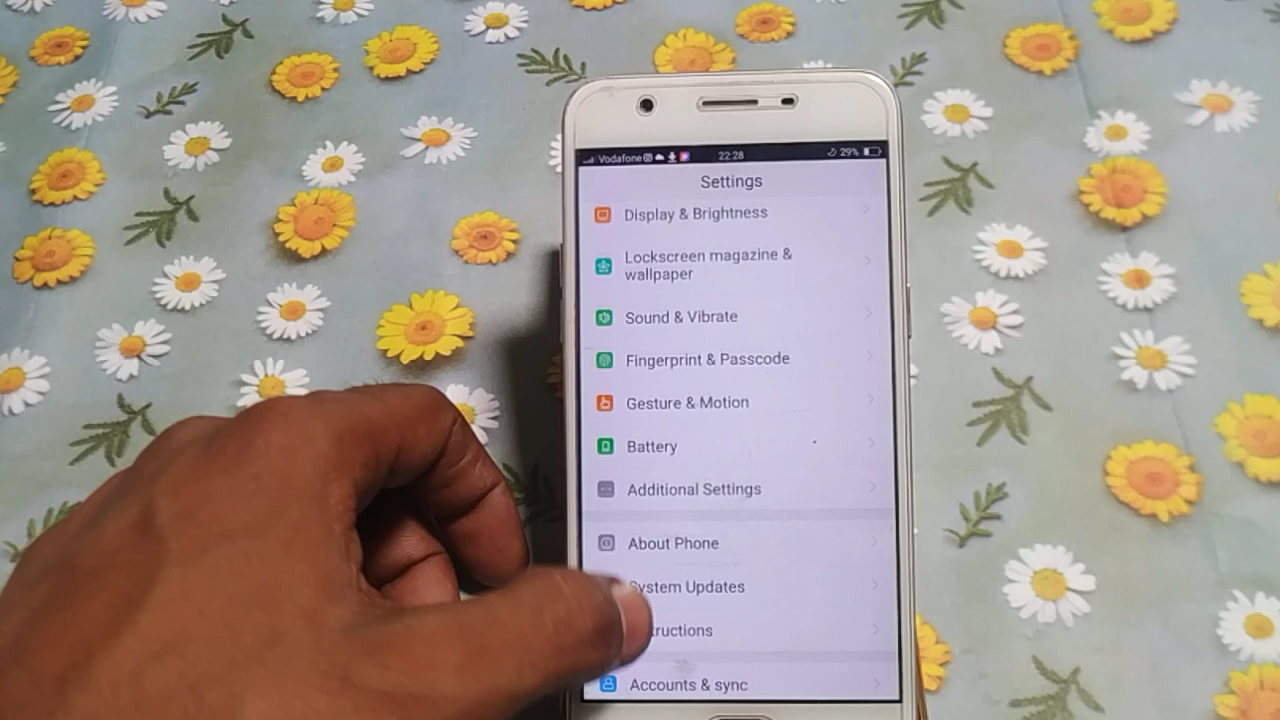 Vodafone 22:28 29%
Settings
Display & Brightness
Lockscreen magazine &
wallpaper
Sound & Vibrate
Fingerprint & Passcode
Gesture & Motion
Battery
Additional Settings
About Phone
System Updates
tructions
Accounts & sync